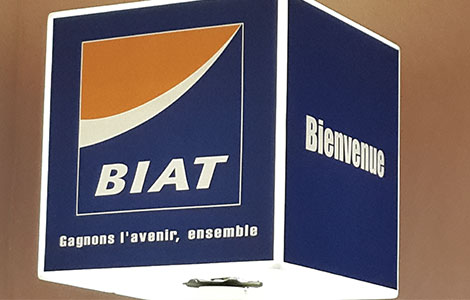 BIAT
Gagnons l'avenir, ensemble
Bienvenue